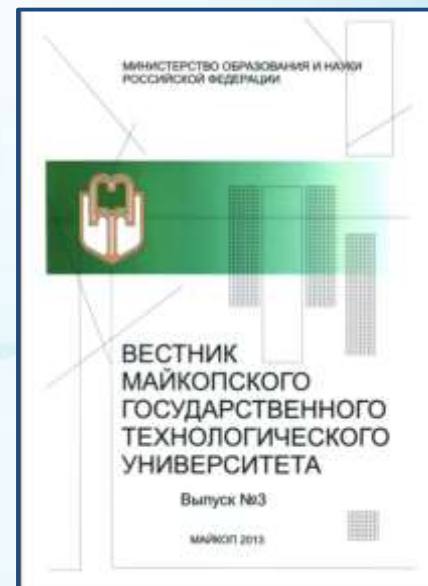 МИНИСТЕРСТВО ОБРАЗОВАНИЯ И НАУКИ
РОССИЙСКОЙ ФЕДЕРАЦИИ
ВЕСТНИК
МАЙКОПСКОГО
ГОСУДАРСТВЕННОГО
ТЕХНОЛОГИЧЕСКОГО
УНИВЕРСИТЕТА
Выпуск №3
МАЙКОП 2013